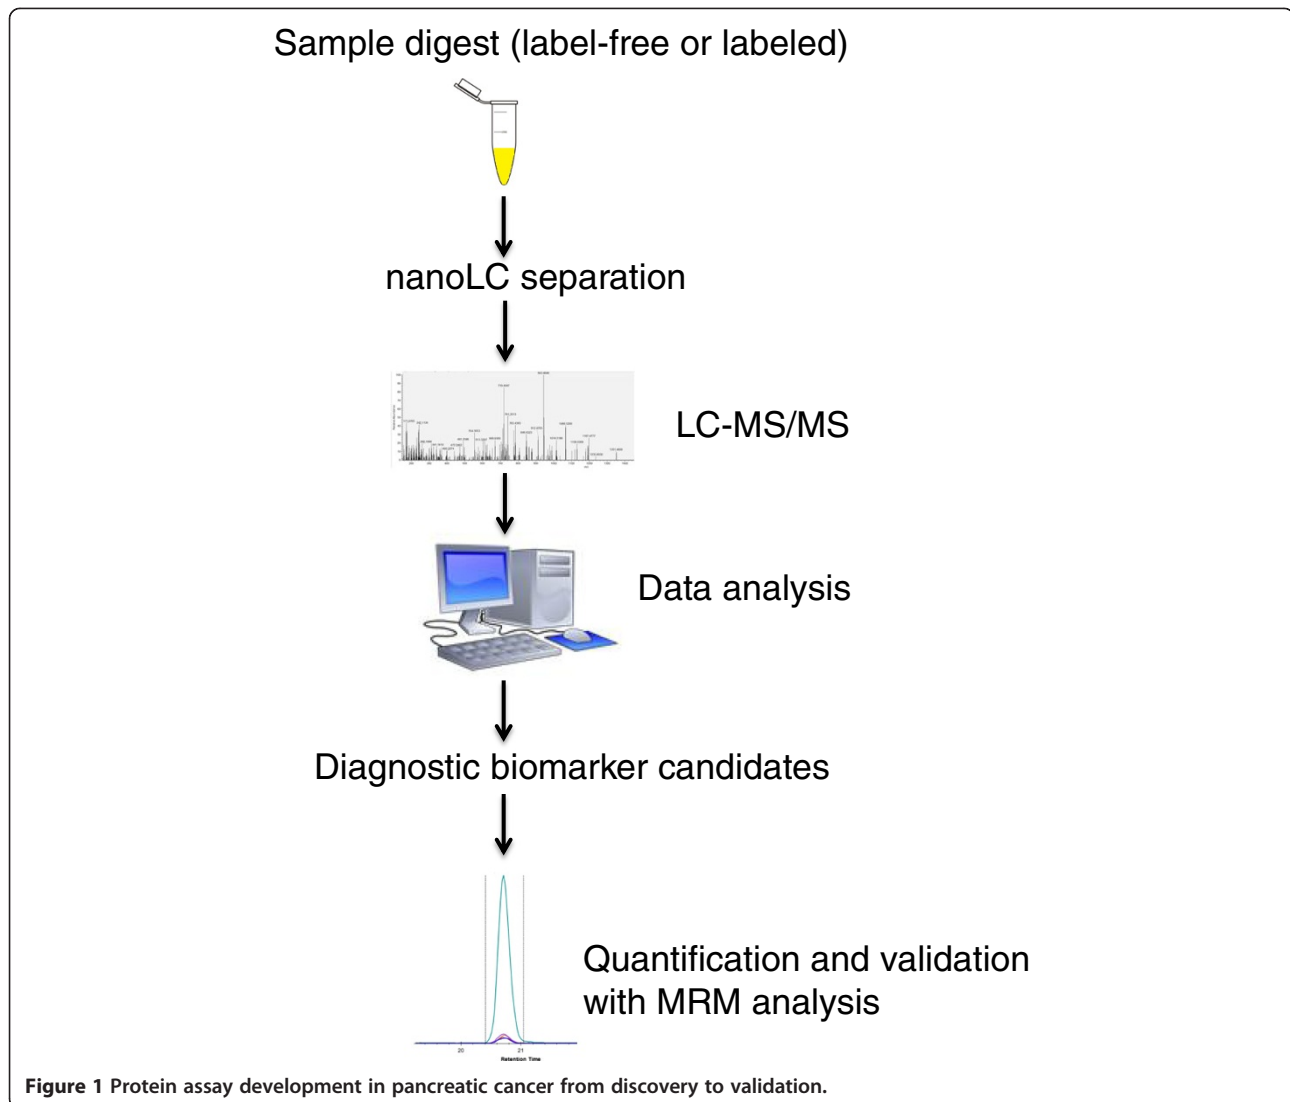 Sample digest (label-free or labeled)
nanoLC separation
LC-MS/MS
Data analysis
Diagnostic biomarker candidates
Quantification and validation
with MRM analysis
20 21
Retention Time
Figure 1 Protein assay development in pancreatic cancer from discovery to validation.